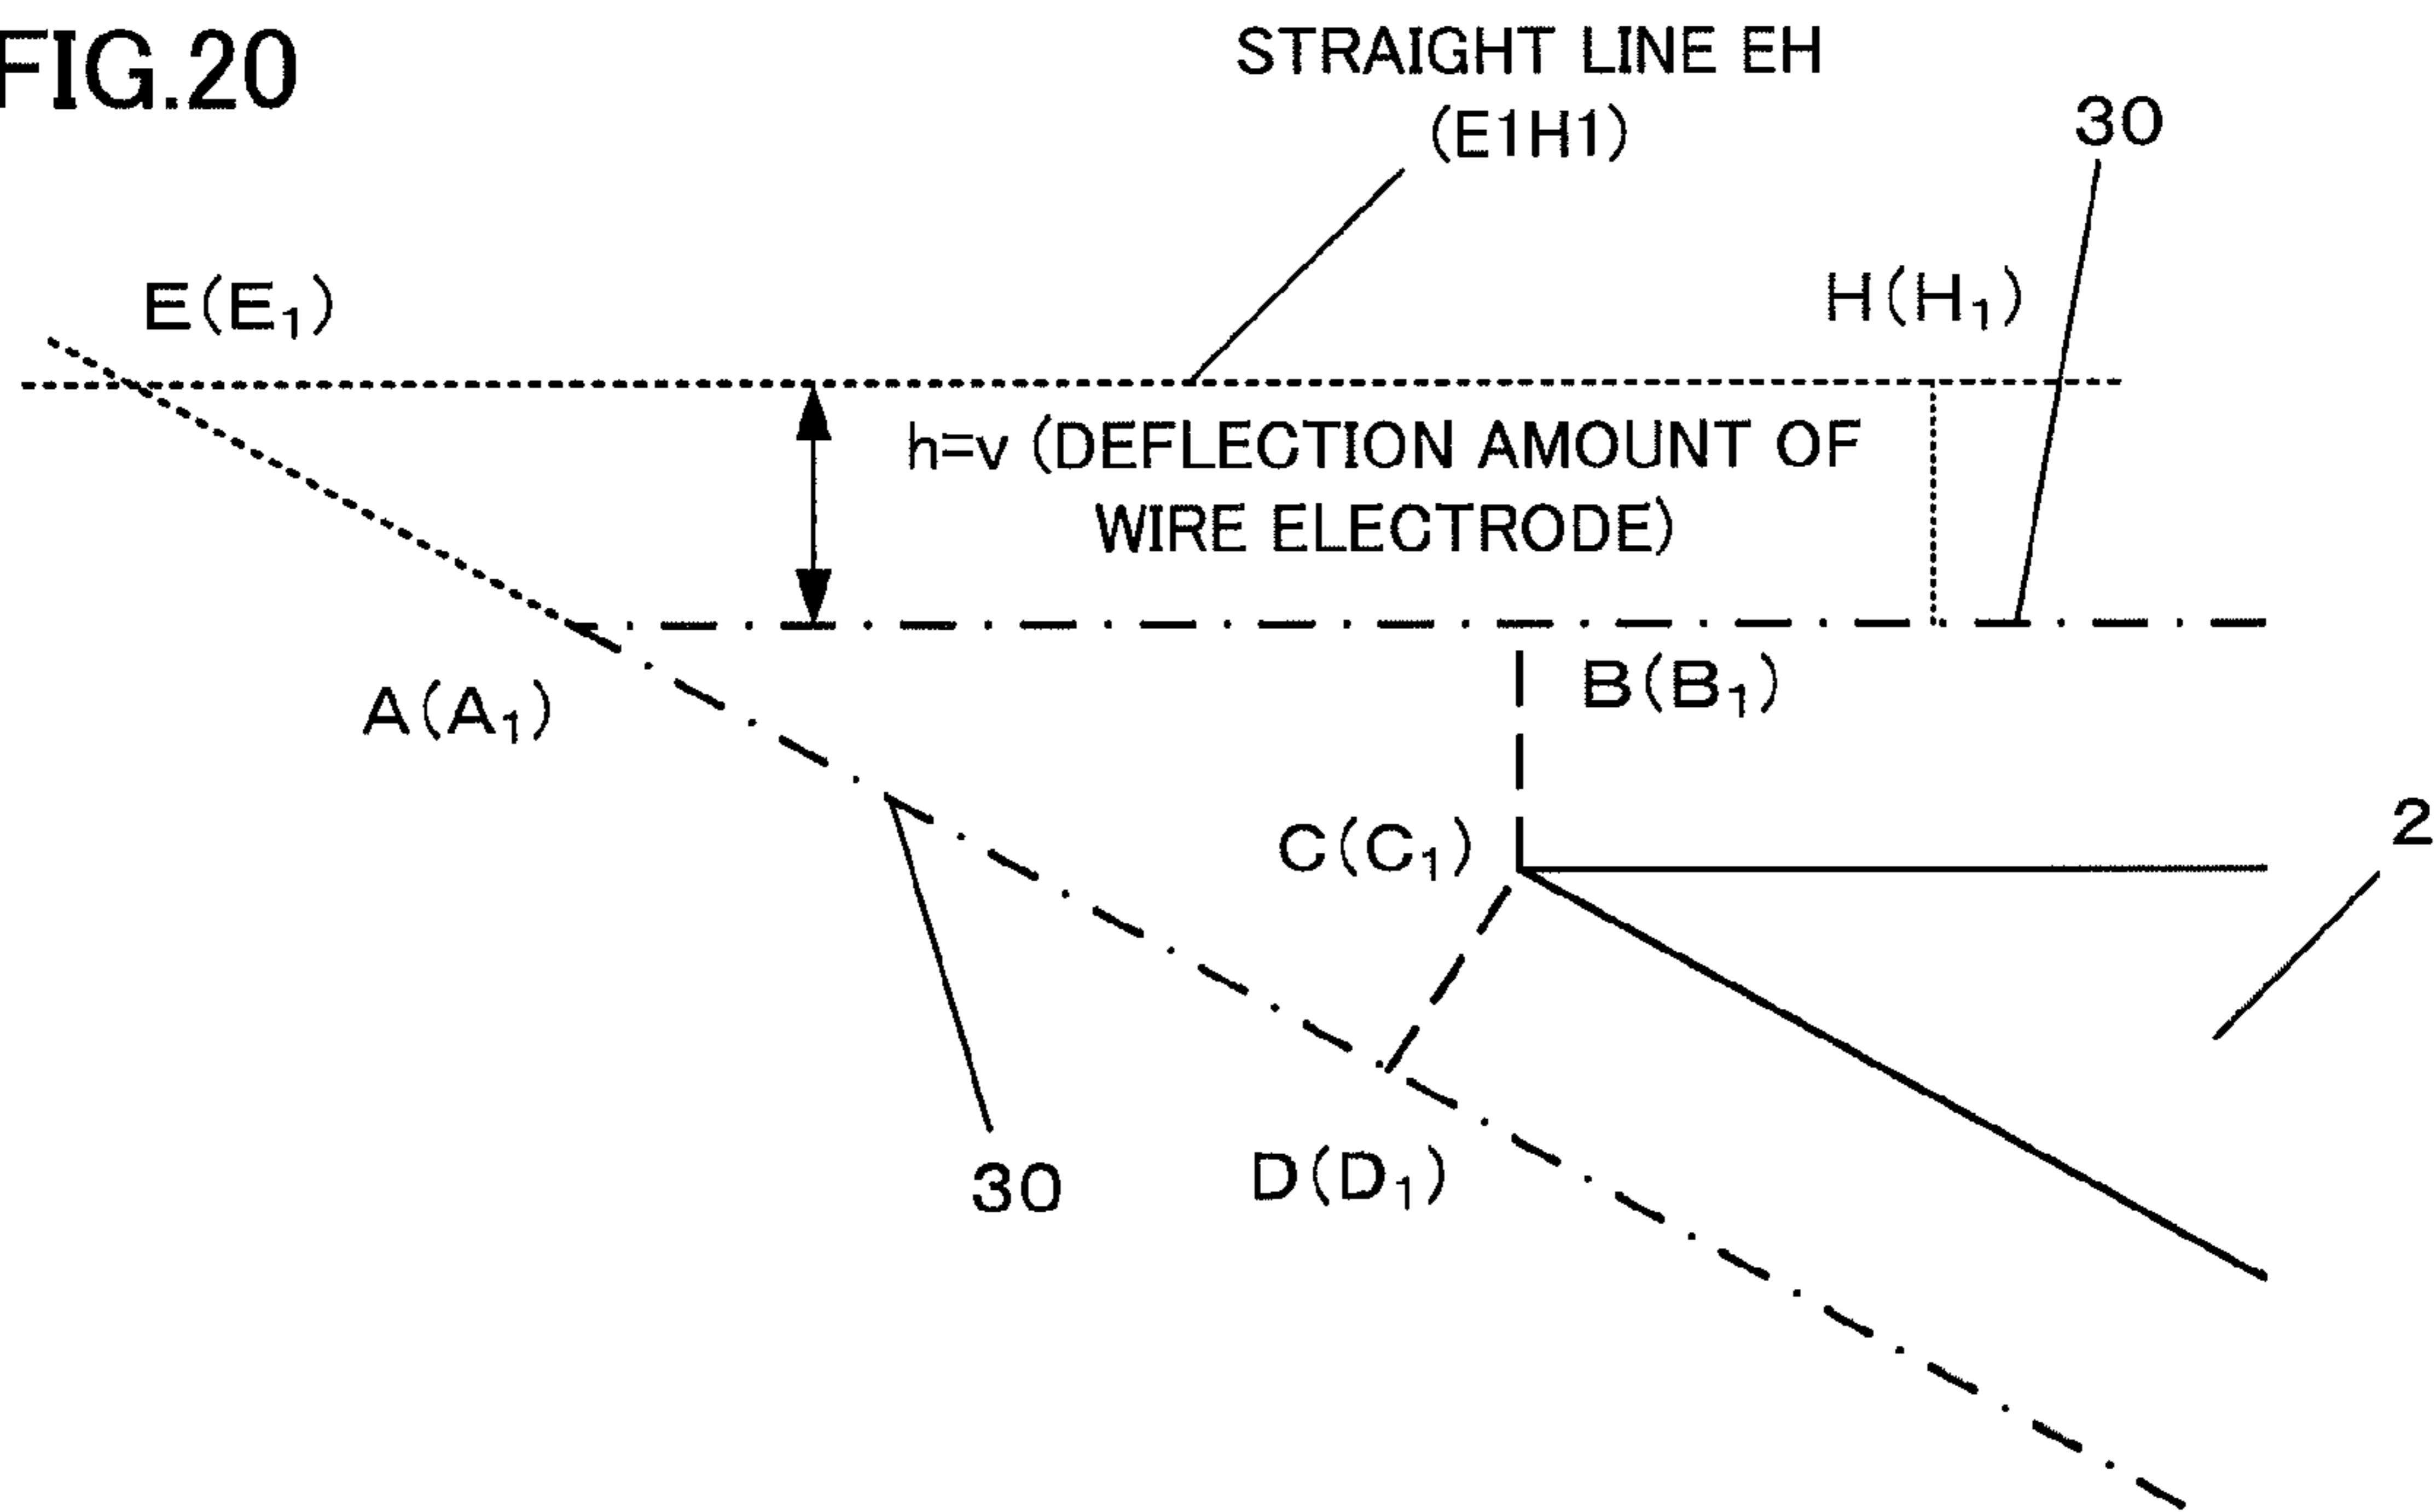 FIG.20
STRAIGHT LINE EH
(E1H1)
30
E(E₁)
H(H₁)
h=v (DEFLECTION AMOUNT OF
WIRE ELECTRODE)
A(A₁)
B(B₁)
C(C₁)
2
D(D₁)
30